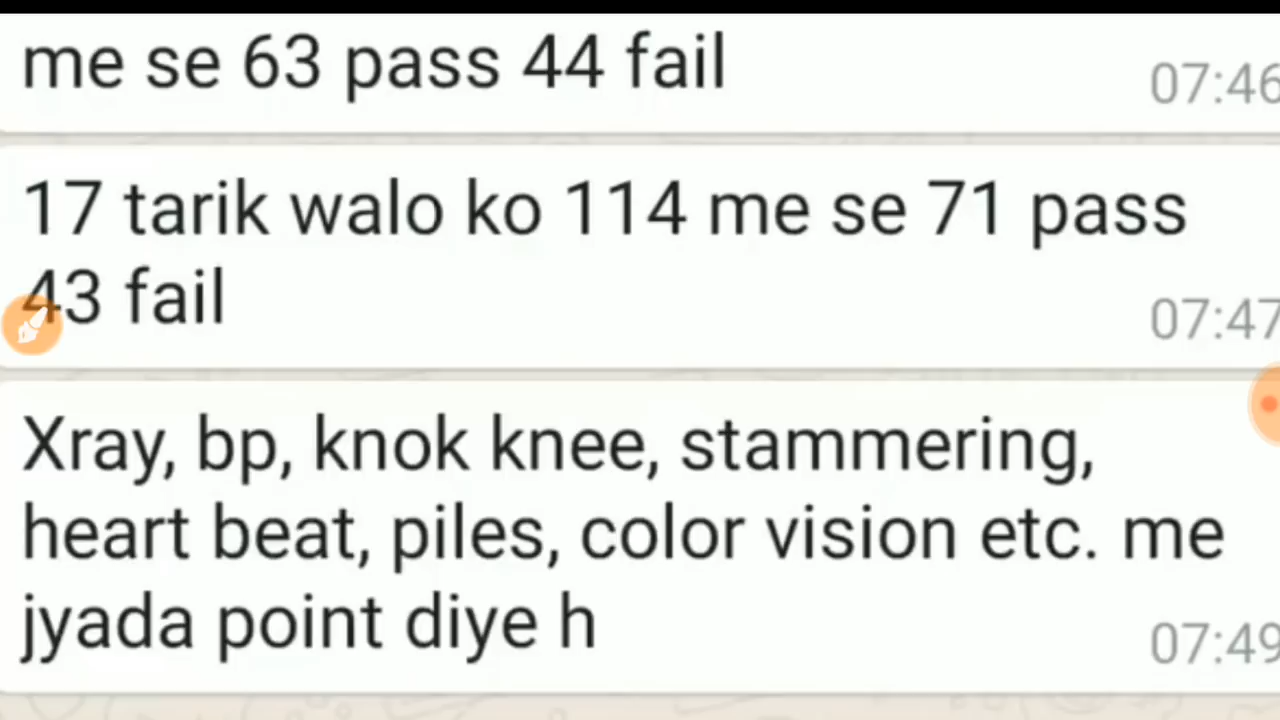 me se 63 pass 44 fail
07:46
17 tarik walo ko 114 me se 71 pass
43 fail
07:47
Xray, bp, knok knee, stammering,
heart beat, piles, color vision etc. me
jyada point diye h
07:49